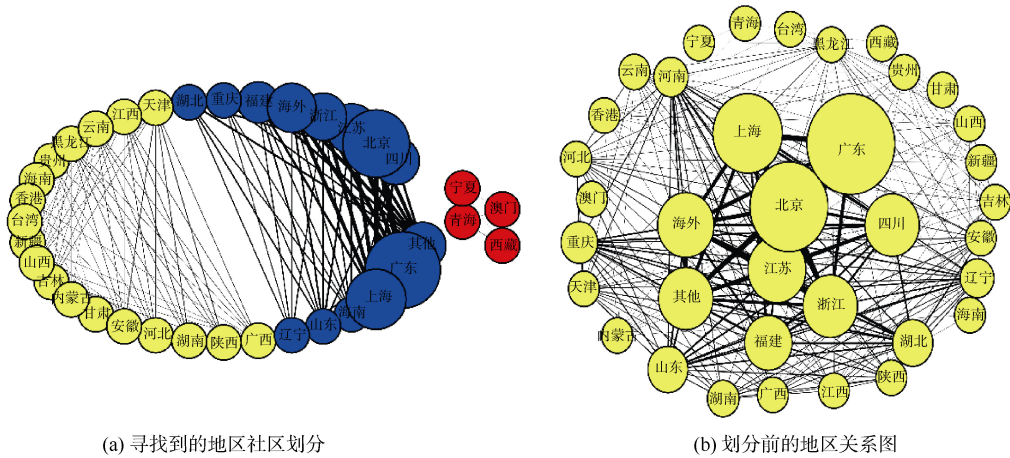 天津
湖北
重庆
福建
海外
浙江
江苏
北京
四川
江西
云南
黑龙江
贵州
海南
香港
台湾
新疆
山西
吉林
内蒙古
甘肃
安徽
河北
湖南
陕西
广西
辽宁
山东
河南
上海
广东
其他
宁夏
青海
澳门
西藏
(a) 寻找到的地区社区划分
青海
台湾
宁夏
黑龙江
西藏
云南
河南
贵州
甘肃
香港
上海
广东
山西
河北
新疆
澳门
北京
吉林
重庆
海外
四川
安徽
天津
江苏
辽宁
其他
浙江
海南
内蒙古
福建
湖北
山东
陕西
湖南
广西
江西
(b) 划分前的地区关系图